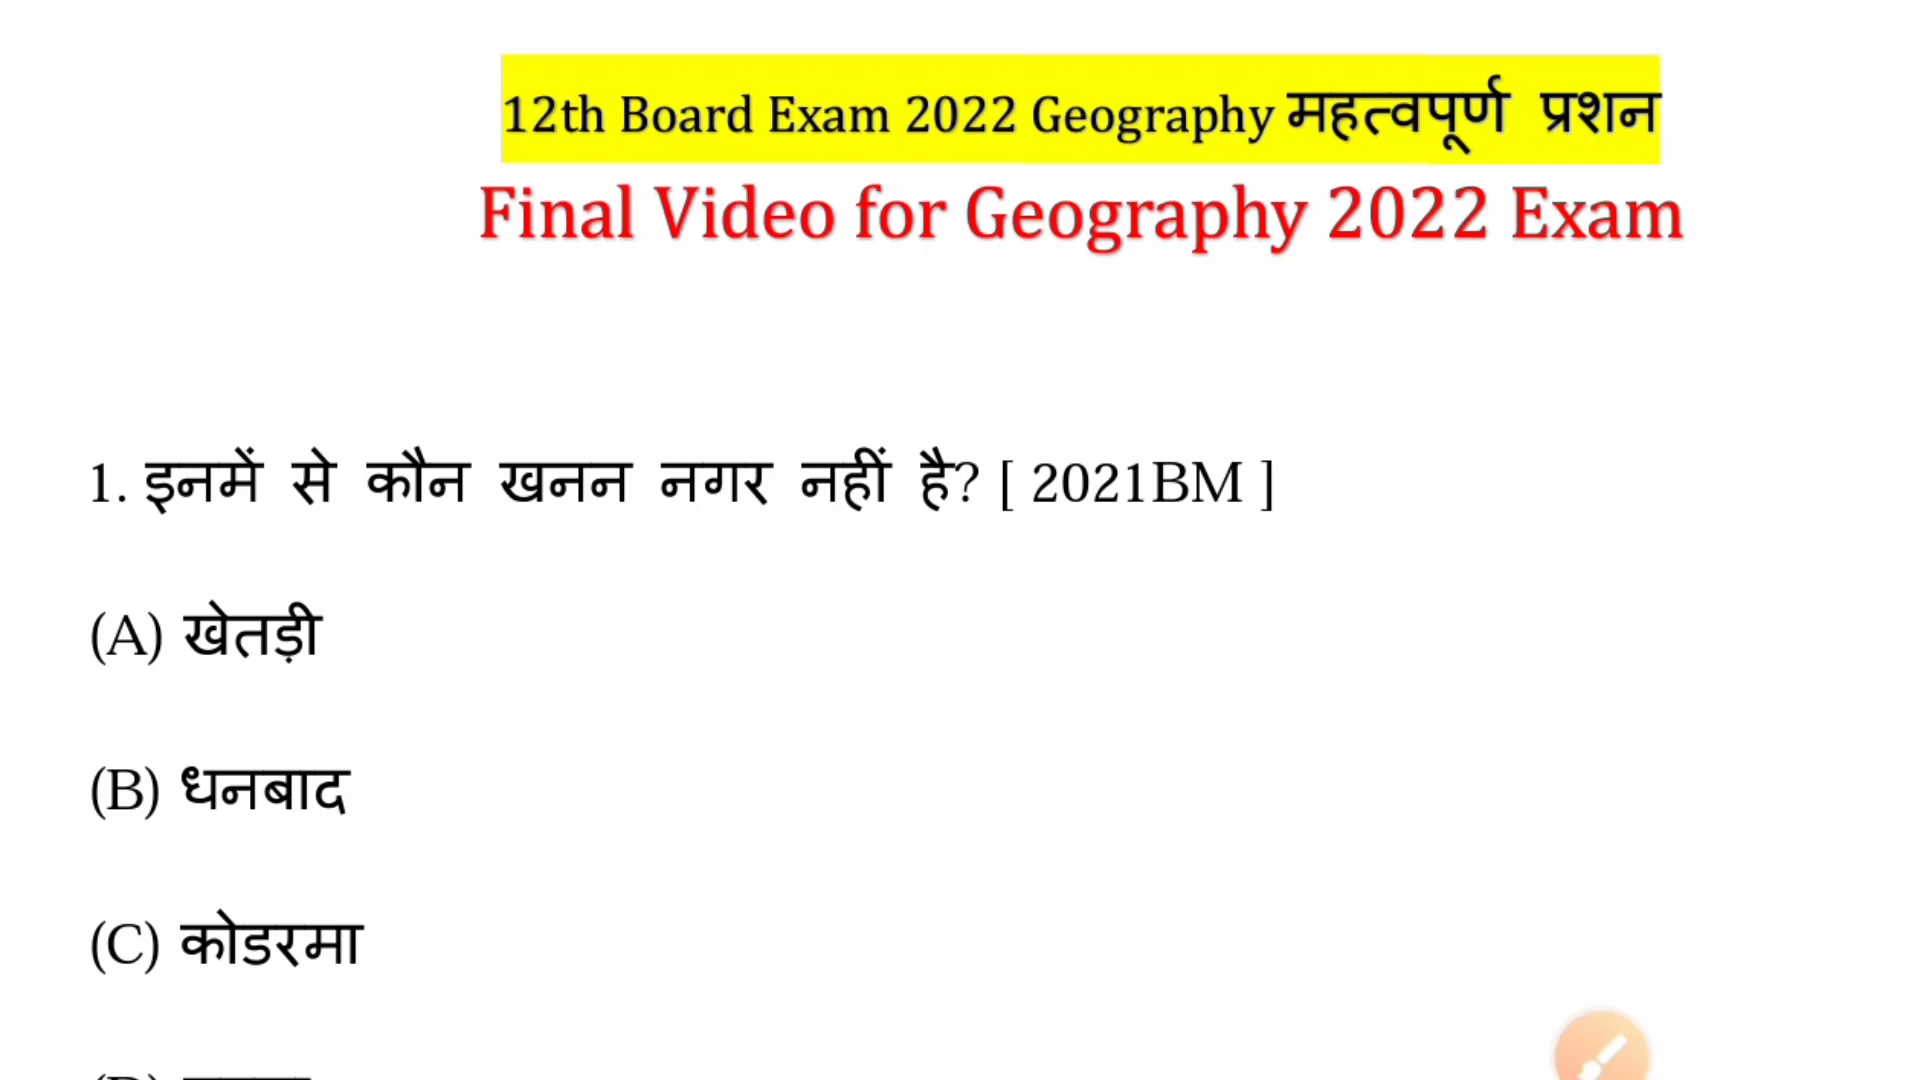 12th Board Exam 2022 Geography महत्वपूर्ण प्रशन
Final Video for Geography 2022 Exam
1. इनमें से कौन खनन नगर नहीं है? [ 2021BM ]
(A) खेतड़ी
(B) धनबाद
(C) कोडरमा